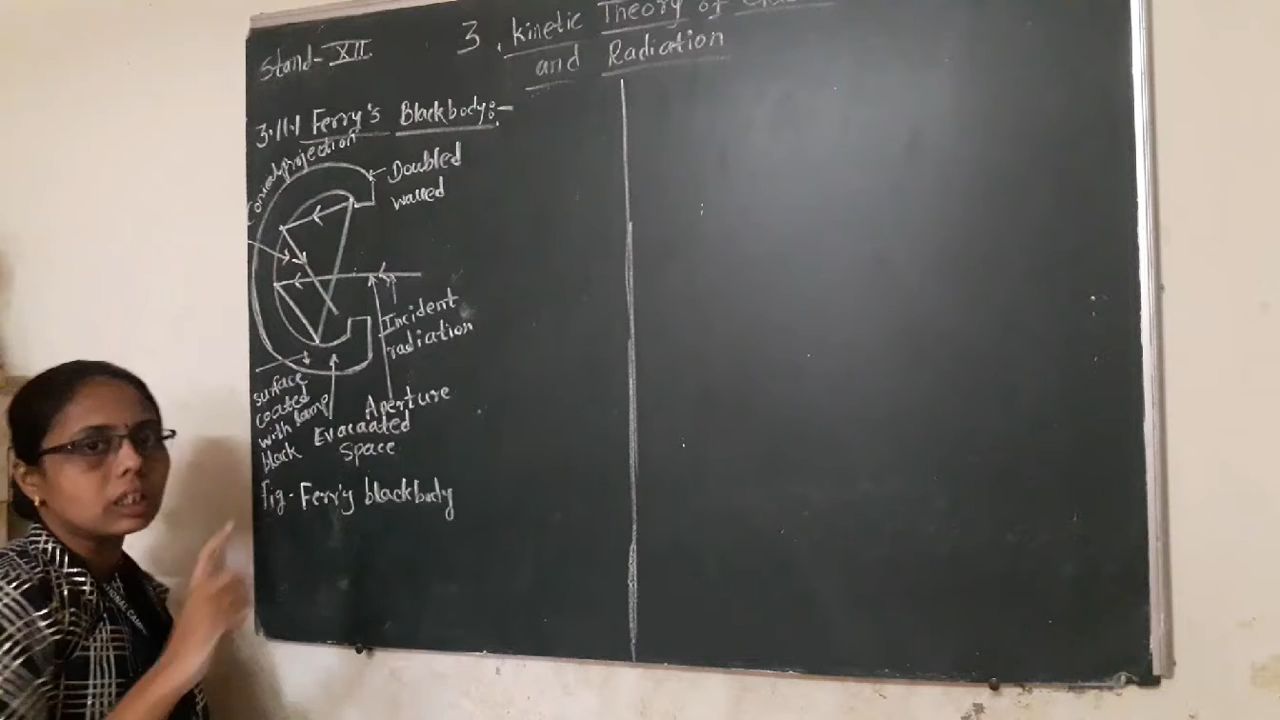 Stand-XII
3. Kinetic Theory of
and Radiation
3.11.1 Ferry's Blackbody:-
Conical projection
Doubled
walled
Incident
radiation
Aperture
surface
coated
with lamp
black
Evacuated
Space
Fig- Ferry's blackbody